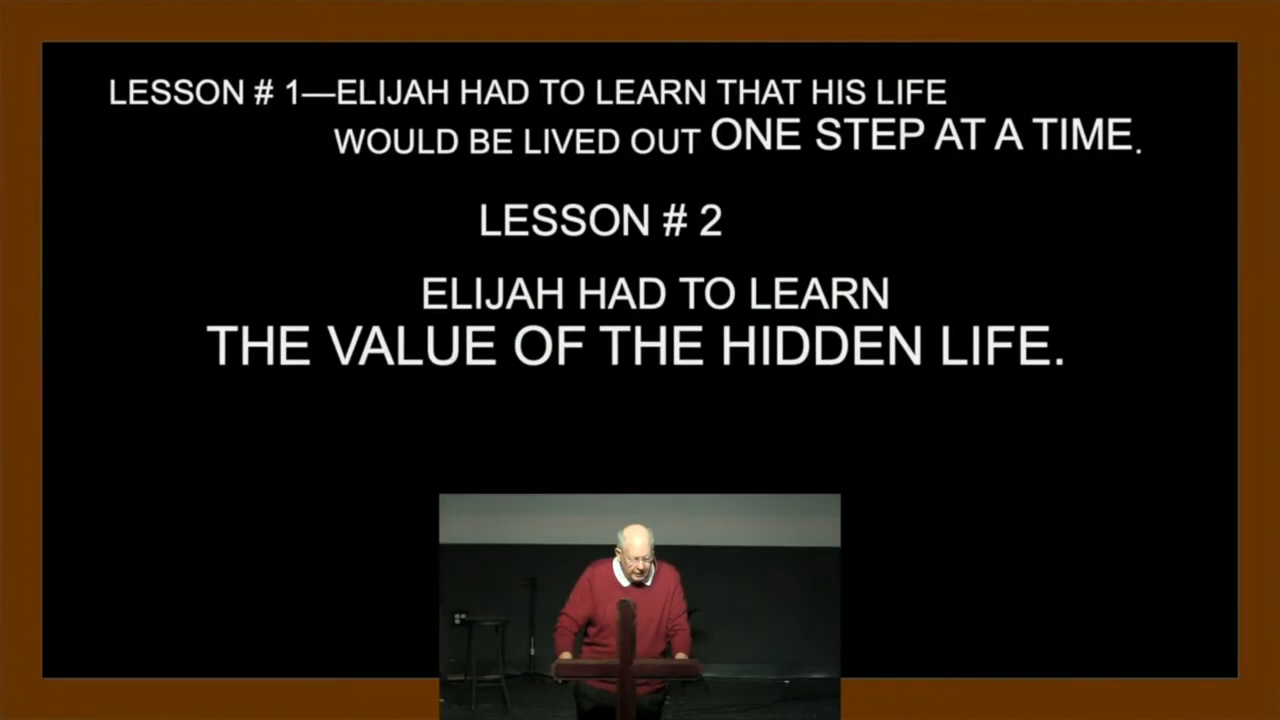 LESSON # 1—ELIJAH HAD TO LEARN THAT HIS LIFE
WOULD BE LIVED OUT ONE STEP AT A TIME.
LESSON # 2
ELIJAH HAD TO LEARN
THE VALUE OF THE HIDDEN LIFE.